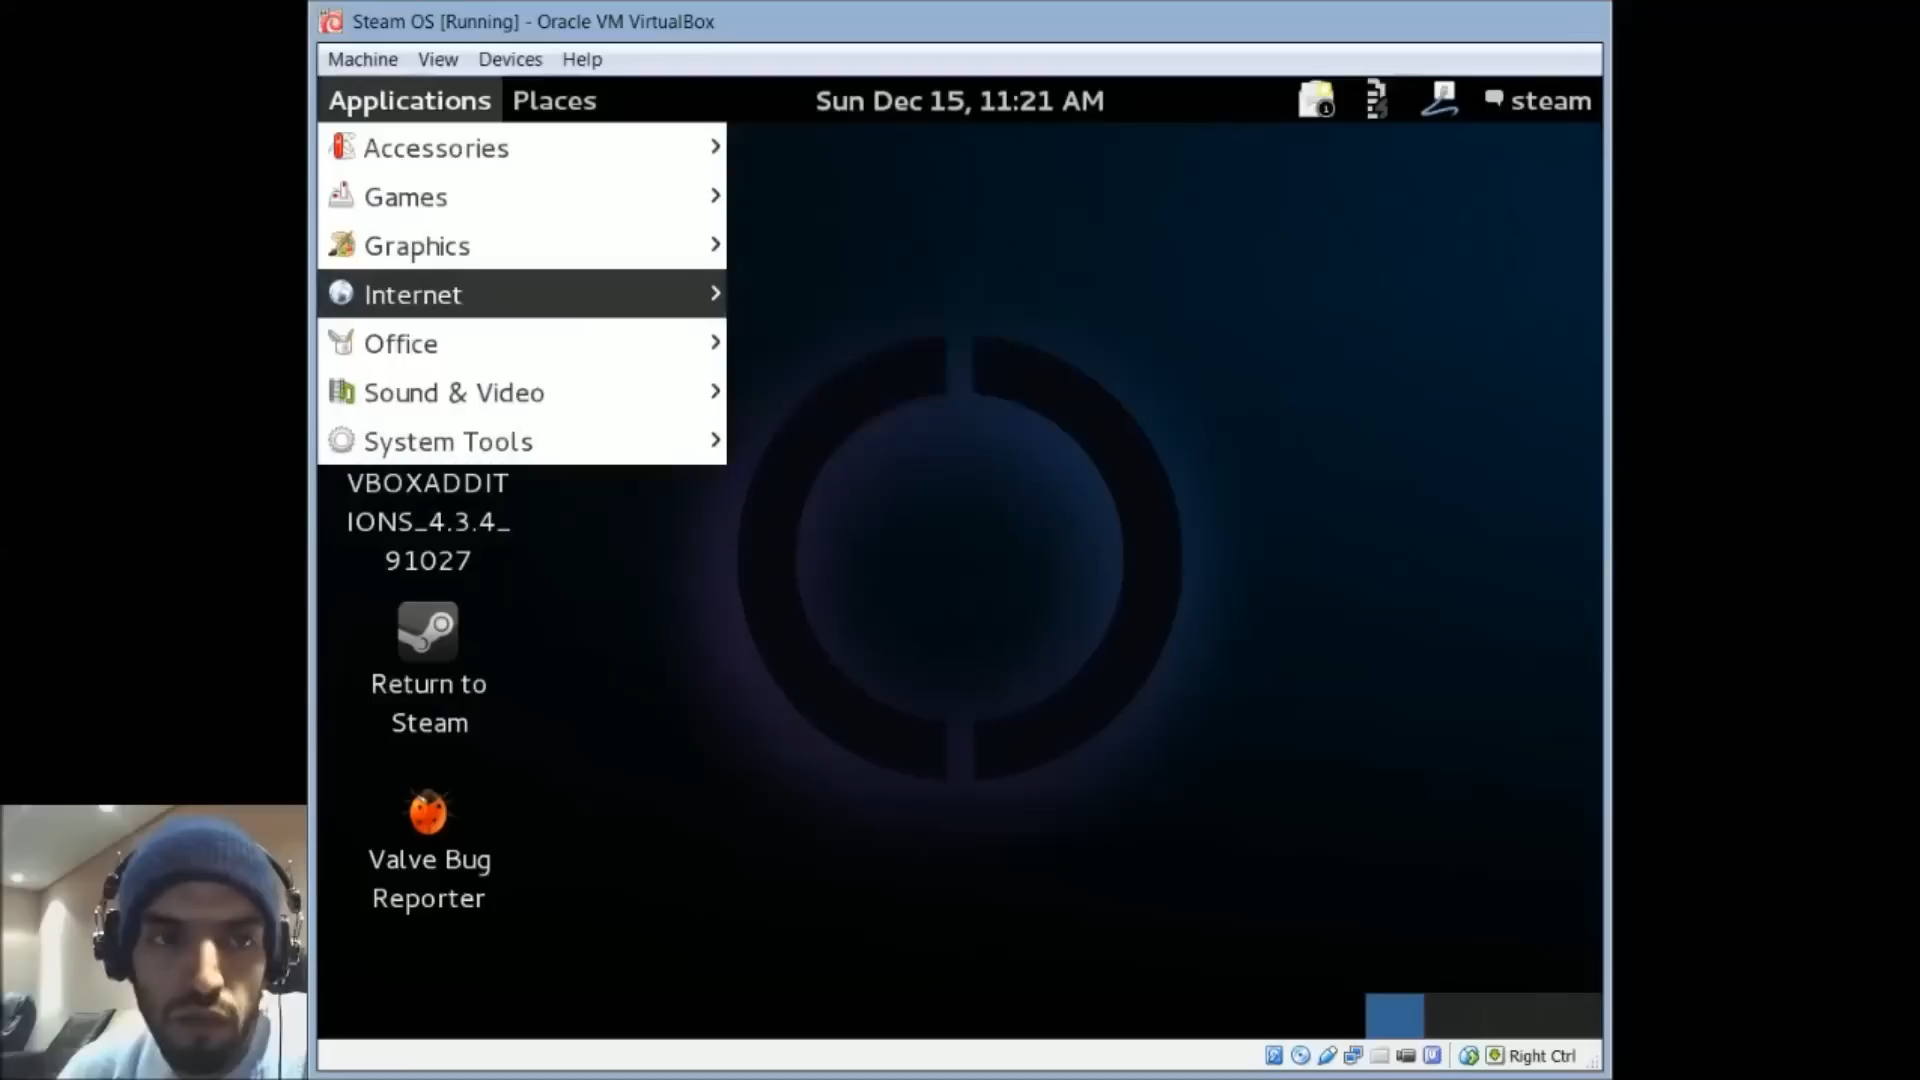 Steam OS [Running] - Oracle VM VirtualBox
Machine View Devices Help
Applications Places Sun Dec 15, 11:21 AM steam
Accessories
Games
Graphics
Internet
Office
Sound & Video
System Tools
VBOXADDIT
IONS_4.3.4_
91027
Return to
Steam
Valve Bug
Reporter
Right Ctrl